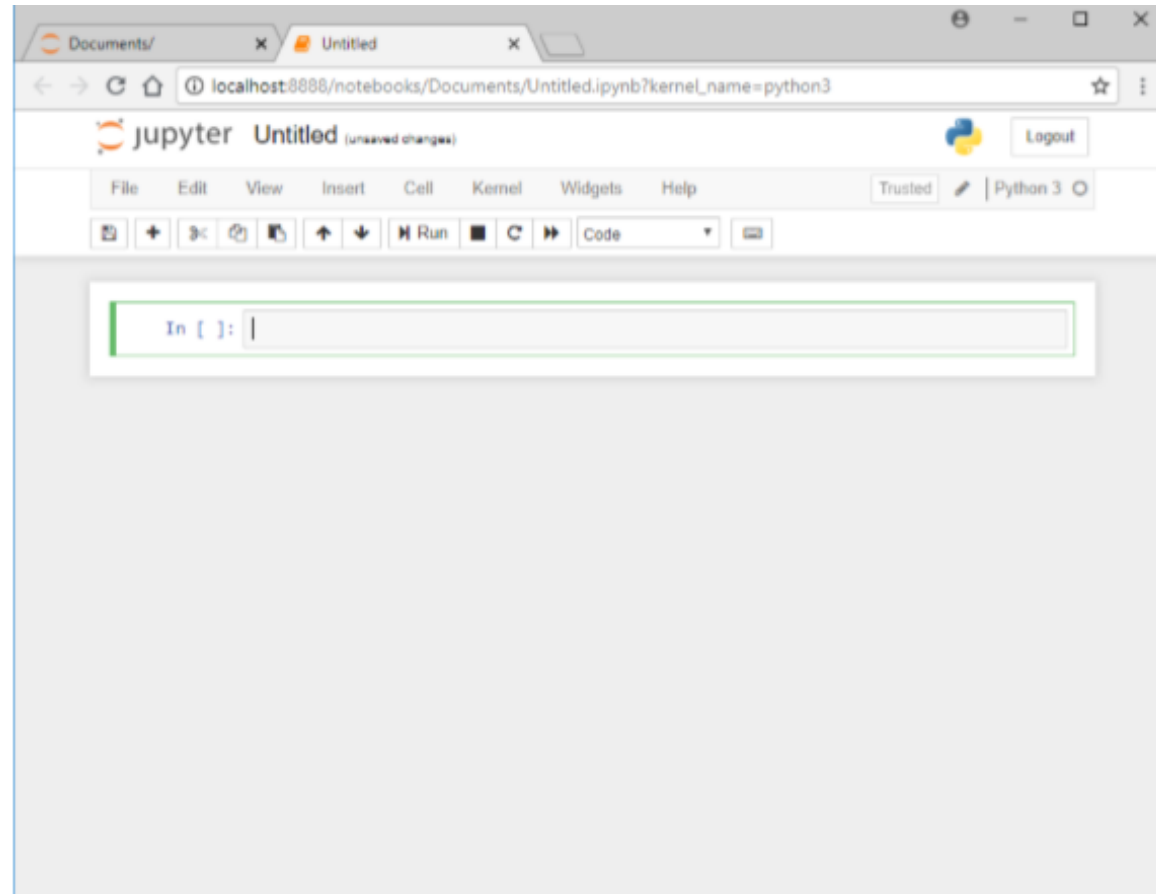 Documents/ Untitled
localhost:8888/notebooks/Documents/Untitled.ipynb?kernel_name=python3
jupyter Untitled (unsaved changes) Logout
File Edit View Insert Cell Kernel Widgets Help Trusted Python 3
Run Code
In [ ]: